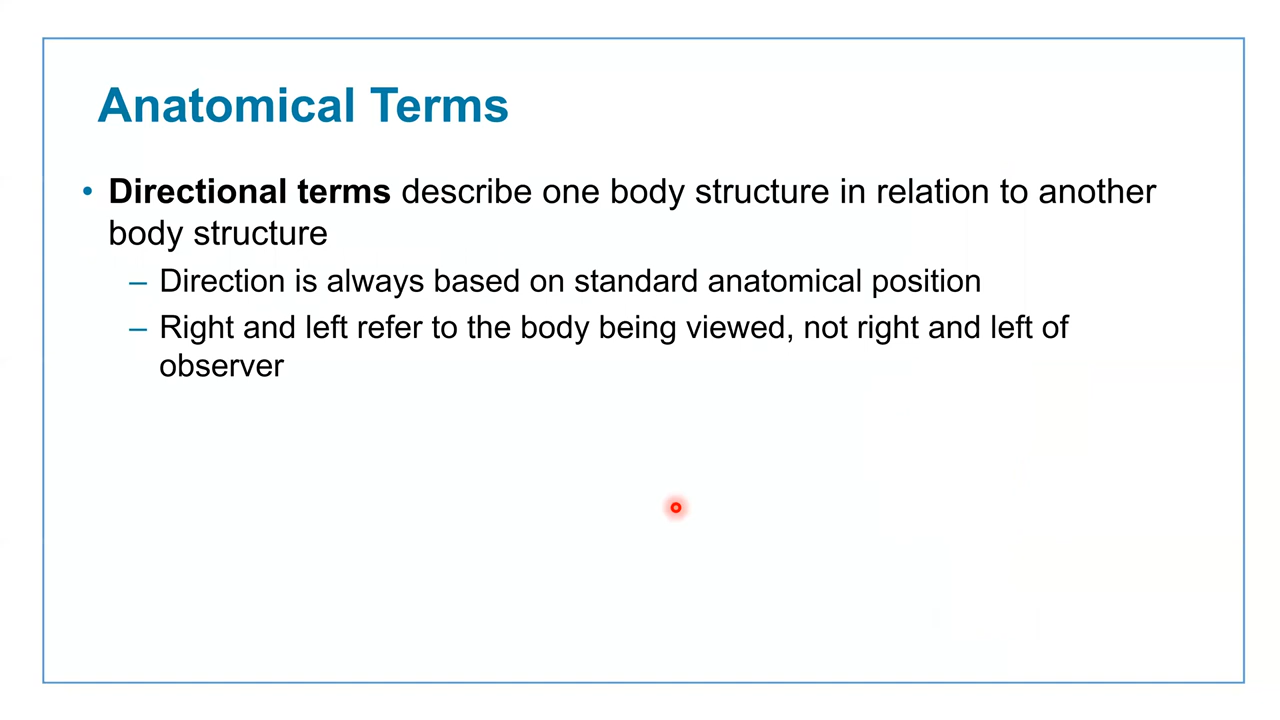 Anatomical Terms
• Directional terms describe one body structure in relation to another
body structure
– Direction is always based on standard anatomical position
– Right and left refer to the body being viewed, not right and left of
observer